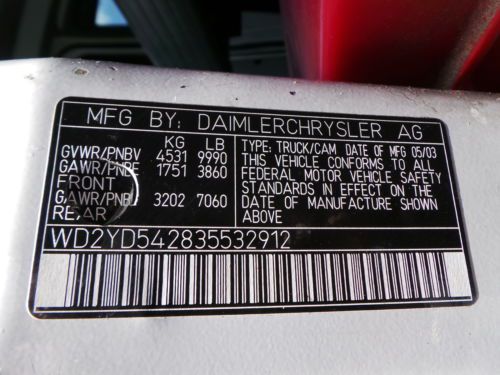 MFG BY: DAIMLERCHRYSLER AG
KG LB
GVWR/PNBV 4531 9990
GAWR/PNBE 1751 3860
FRONT
GAWR/PNBE 3202 7060
REAR
TYPE: TRUCK/CAM DATE OF MFG 05/03
THIS VEHICLE CONFORMS TO ALL
FEDERAL MOTOR VEHICLE SAFETY
STANDARDS IN EFFECT ON THE
DATE OF MANUFACTURE SHOWN
ABOVE
WD2YD542835532912